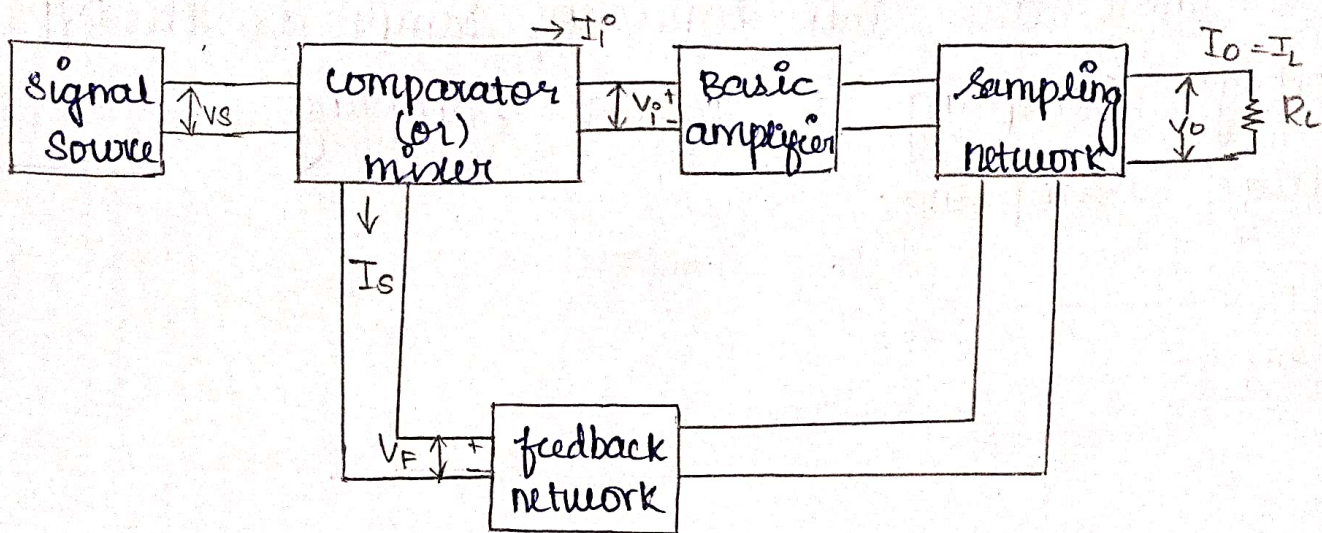 → Ii
Io = IL
Signal
Source
Vs
comparator
(or)
mixer
Vi
+
-
Basic
amplifier
Sampling
network
Vo
RL
↓
Is
VF
+
-
feedback
network